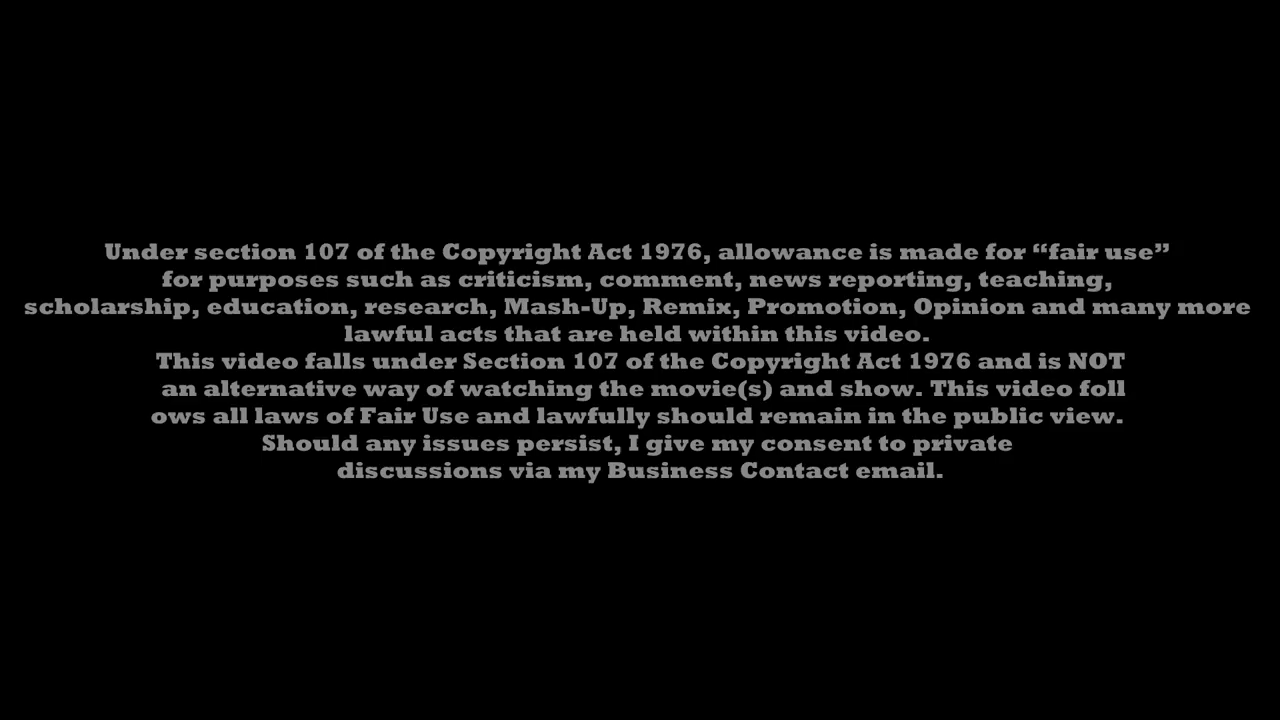 Under section 107 of the Copyright Act 1976, allowance is made for “fair use”
for purposes such as criticism, comment, news reporting, teaching,
scholarship, education, research, Mash-Up, Remix, Promotion, Opinion and many more
lawful acts that are held within this video.
This video falls under Section 107 of the Copyright Act 1976 and is NOT
an alternative way of watching the movie(s) and show. This video foll
ows all laws of Fair Use and lawfully should remain in the public view.
Should any issues persist, I give my consent to private
discussions via my Business Contact email.